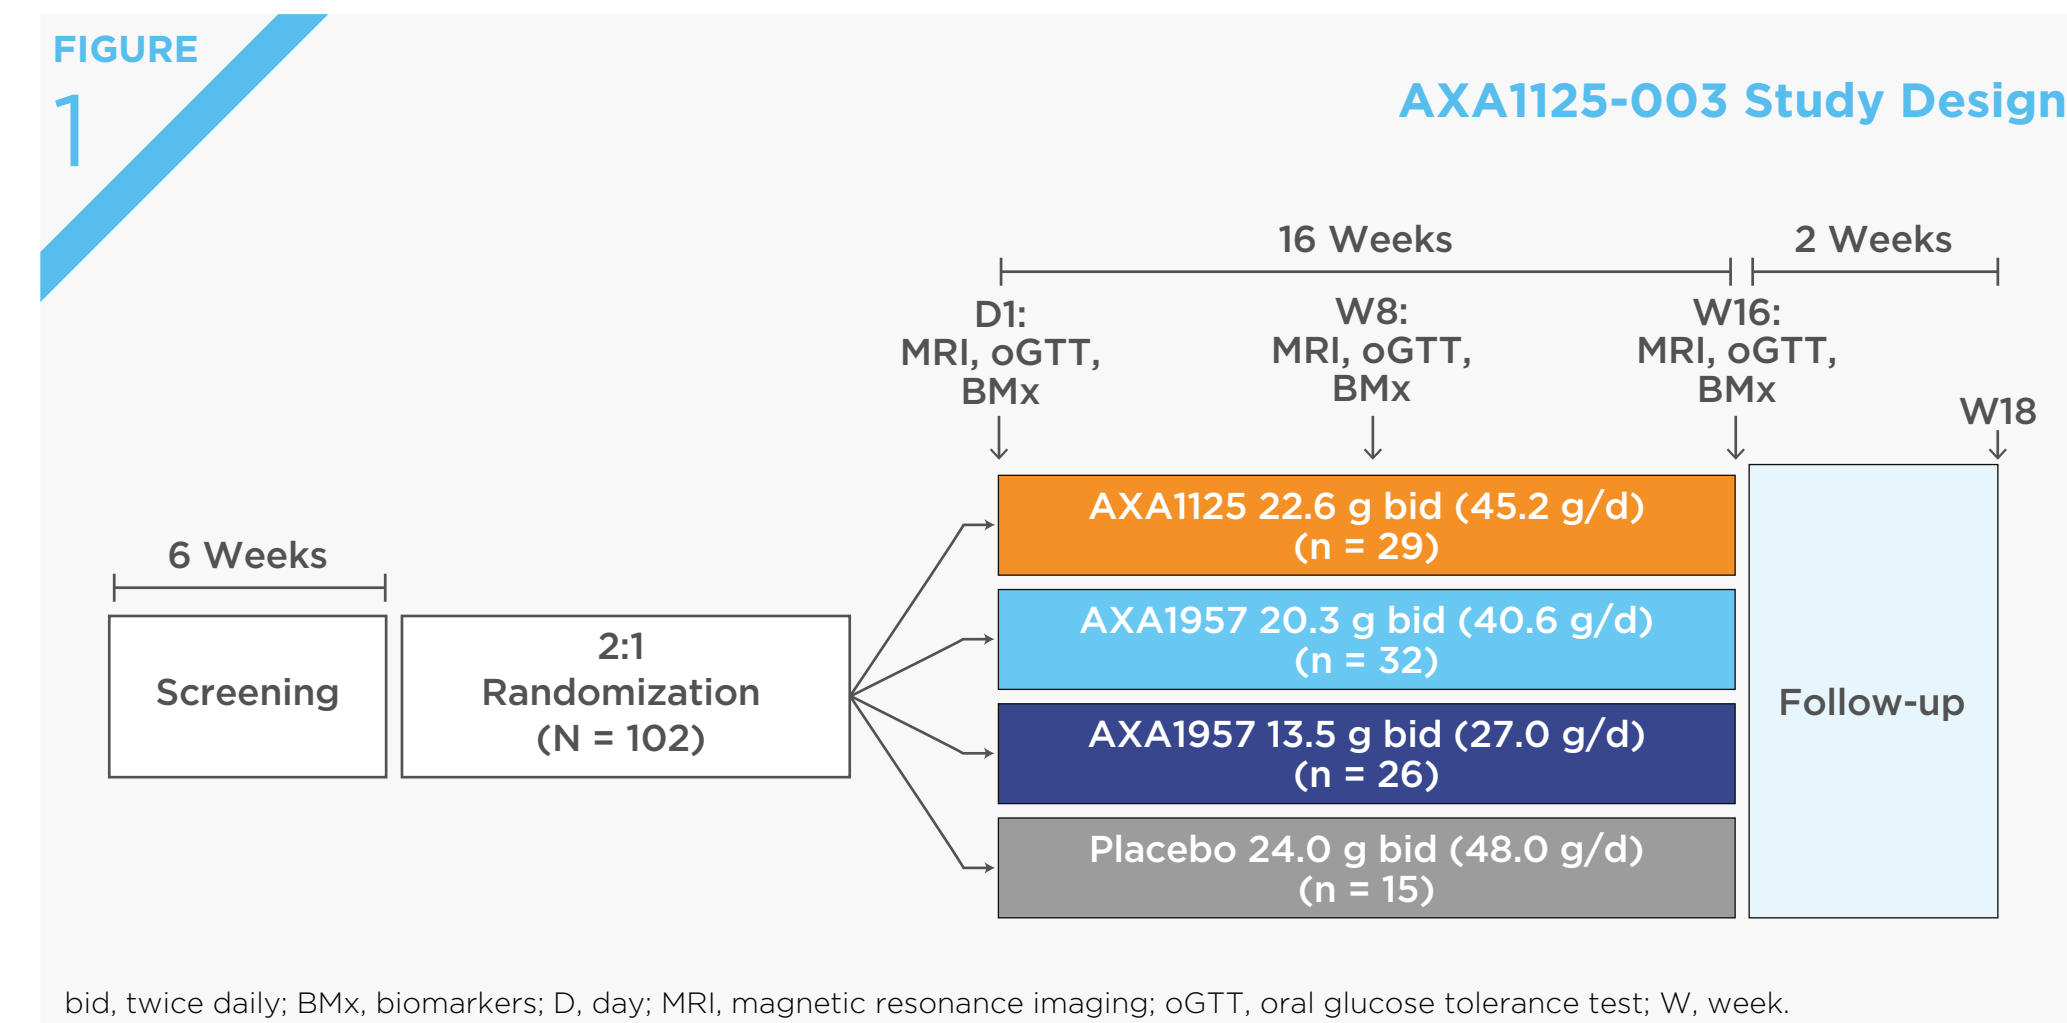 FIGURE
1
AXA1125-003 Study Design
16 Weeks
2 Weeks
D1:
MRI, oGTT,
BMx
W8:
MRI, oGTT,
BMx
W16:
MRI, oGTT,
BMx
W18
6 Weeks
Screening
2:1
Randomization
(N = 102)
AXA1125 22.6 g bid (45.2 g/d)
(n = 29)
AXA1957 20.3 g bid (40.6 g/d)
(n = 32)
AXA1957 13.5 g bid (27.0 g/d)
(n = 26)
Placebo 24.0 g bid (48.0 g/d)
(n = 15)
Follow-up
bid, twice daily; BMx, biomarkers; D, day; MRI, magnetic resonance imaging; oGTT, oral glucose tolerance test; W, week.